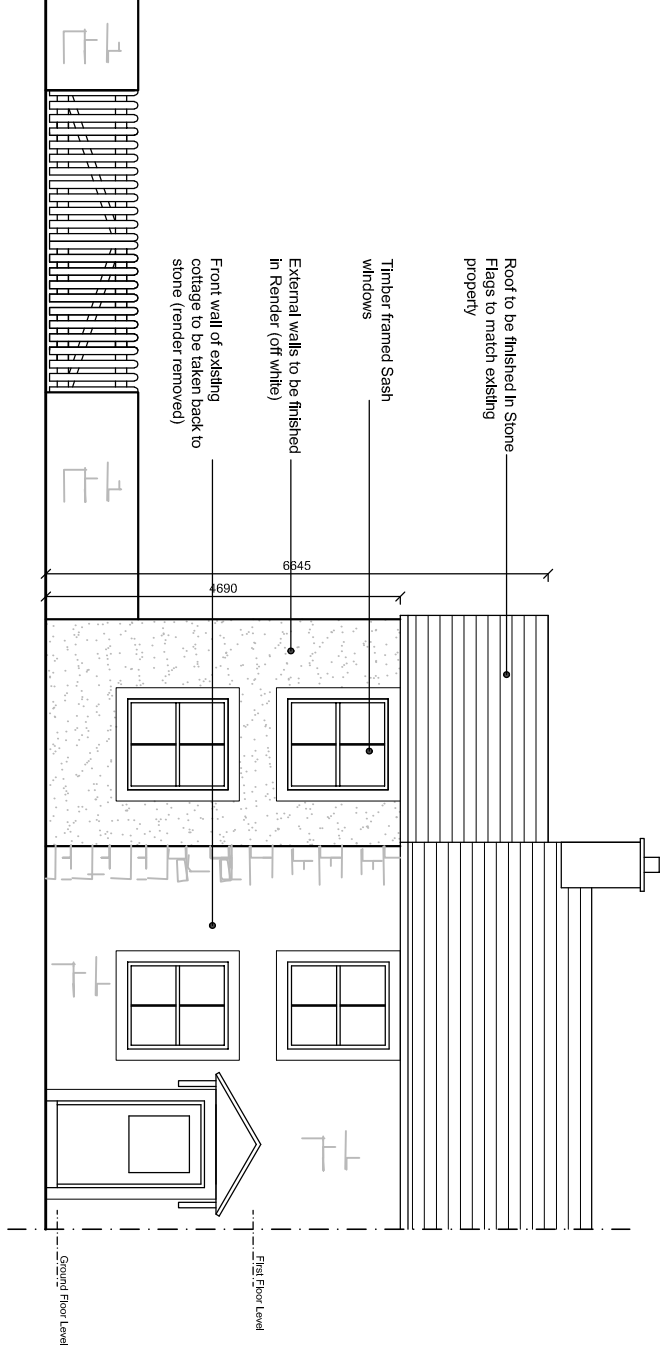 Roof to be finished in Stone
Flags to match existing
property
Timber framed Sash
windows
External walls to be finished
in Render (off white)
Front wall of existing
cottage to be taken back to
stone (render removed)
6645
4690
First Floor Level
Ground Floor Level